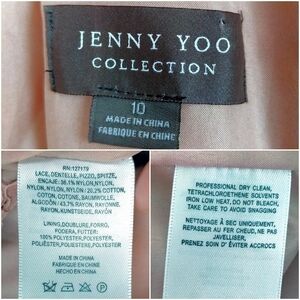 JENNY YOO
COLLECTION
10
MADE IN CHINA
FABRIQUE EN CHINE
RN:127179
LACE, DENTELLE, PIZZO, SPITZE,
ENCAJE: 36.1% NYLON, NYLON,
NYLON, NYLON / 20.2% COTTON,
COTON, COTONE, BAUMWOLLE,
ALGODÓN / 43.7% RAYON, RAYONNE,
RAYON, KUNSTSEIDE, RAYÓN
LINING, DOUBLURE, FORRO,
FODERA, FUTTER:
100% POLYESTER, POLYESTER,
POLIÉSTER, POLIESTERE, POLYESTER
MADE IN CHINA
FABRIQUE EN CHINE
HECHO EN CHINA
PROFESSIONAL DRY CLEAN,
TETRACHLOROETHENE SOLVENTS
IRON LOW HEAT, DO NOT BLEACH,
TAKE CARE TO AVOID SNAGGING
NETTOYAGE À SEC UNIQUEMENT,
REPASSER AU FER CHEUD, NE PAS
JAVELLISER,
PRENEZ SOIN D' ÉVITER ACCROCS